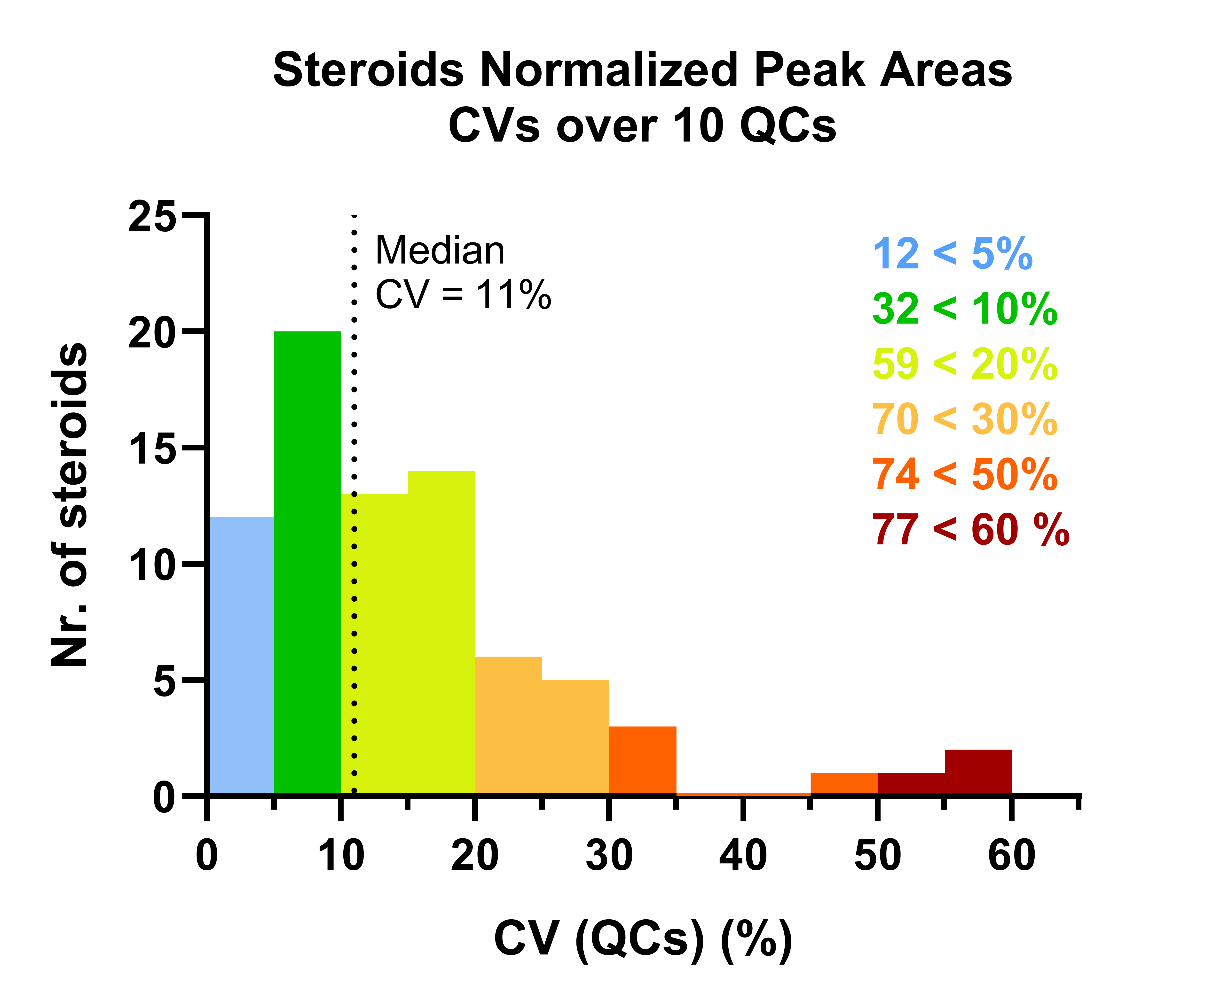 Steroids Normalized Peak Areas
CVs over 10 QCs
25
20
15
10
5
0
Nr. of steroids
Median
CV = 11%
12 < 5%
32 < 10%
59 < 20%
70 < 30%
74 < 50%
77 < 60 %
0 10 20 30 40 50 60
CV (QCs) (%)